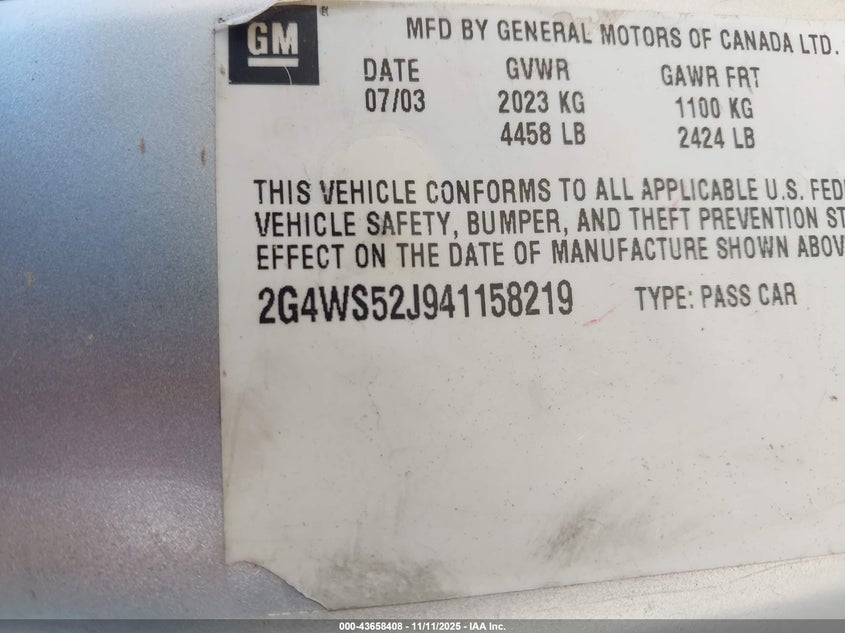 GM
MFD BY GENERAL MOTORS OF CANADA LTD.
DATE GVWR GAWR FRT
07/03 2023 KG 1100 KG
4458 LB 2424 LB
THIS VEHICLE CONFORMS TO ALL APPLICABLE U.S. FED
VEHICLE SAFETY, BUMPER, AND THEFT PREVENTION ST
EFFECT ON THE DATE OF MANUFACTURE SHOWN ABOV
2G4WS52J941158219 TYPE: PASS CAR
000-43658408 - 11/11/2025 - IAA Inc.